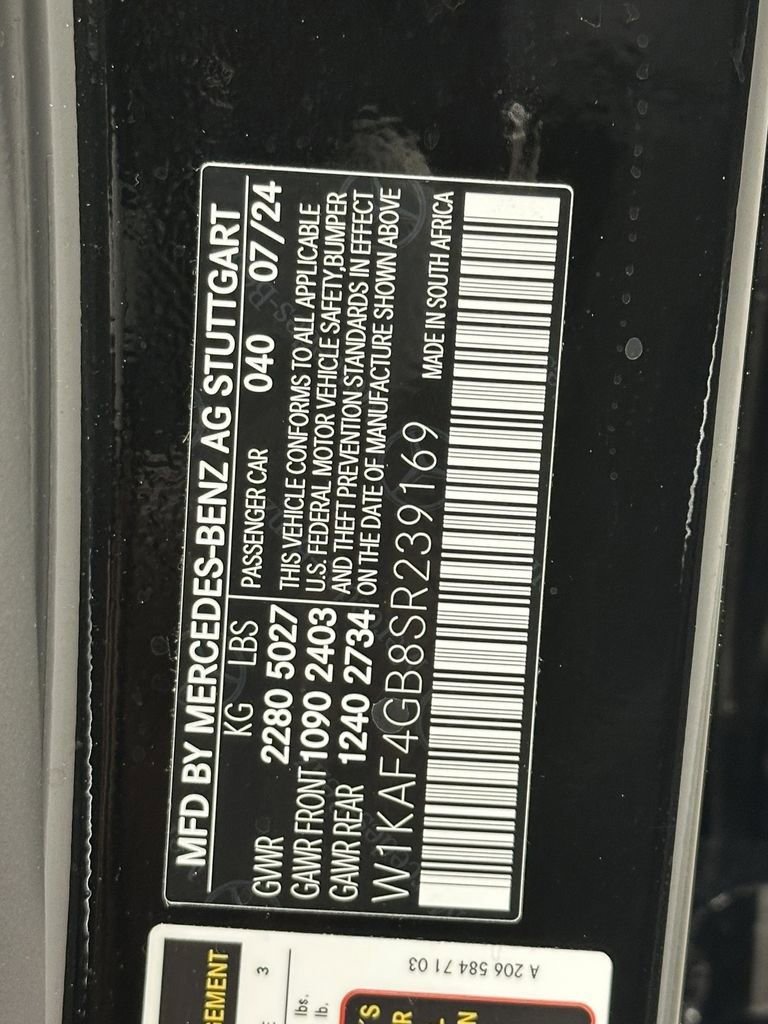 MFD BY MERCEDES-BENZ AG STUTTGART
KG LBS PASSENGER CAR 040 07/24
GVWR 2280 5027
GAWR FRONT 1090 2403
GAWR REAR 1240 2734
THIS VEHICLE CONFORMS TO ALL APPLICABLE
U.S. FEDERAL MOTOR VEHICLE SAFETY,BUMPER
AND THEFT PREVENTION STANDARDS IN EFFECT
ON THE DATE OF MANUFACTURE SHOWN ABOVE
W1KAF4GB8SR239169
MADE IN SOUTH AFRICA
3
lbs.
lb.
A 206 584 71 03